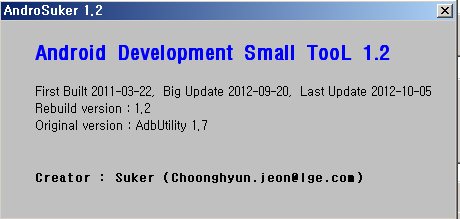 AndroSuker 1.2
Android Development Small TooL 1.2
First Built 2011-03-22, Big Update 2012-09-20, Last Update 2012-10-05
Rebuild version : 1.2
Original version : AdbUtility 1.7
Creator : Suker (Choonghyun.jeon@lge.com)